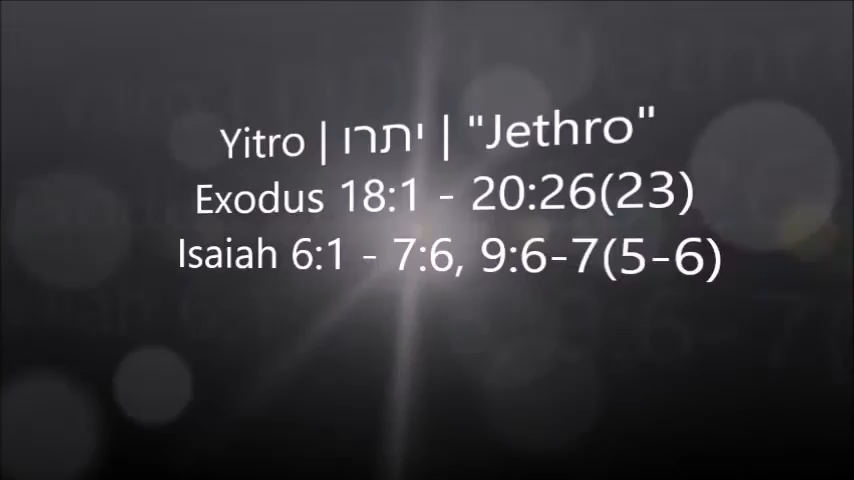 Yitro | יתרו | "Jethro"
Exodus 18:1 - 20:26(23)
Isaiah 6:1 - 7:6, 9:6-7(5-6)